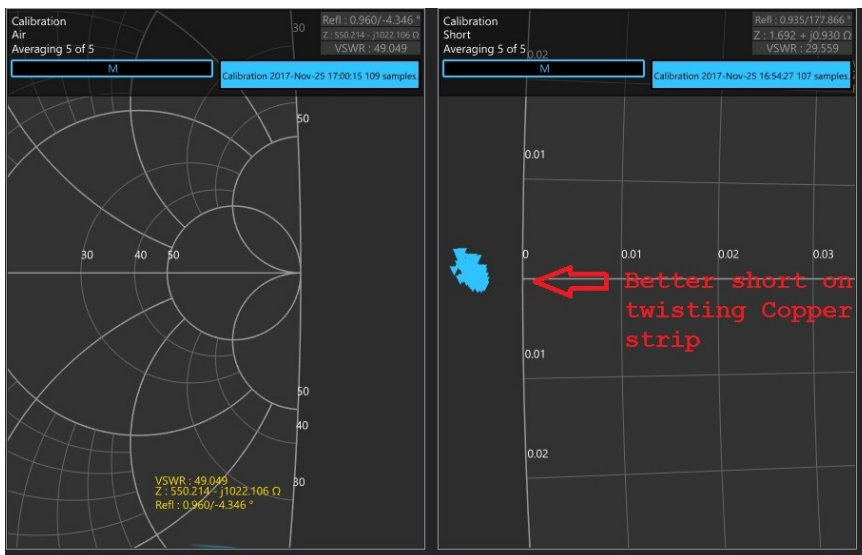 Calibration
Air
Averaging 5 of 5
Refl : 0.960/-4.346 °
Z : 550.214 - j1022.106 Ω
VSWR : 49.049
M
Calibration 2017-Nov-25 17:00:15 109 samples.
30
50
30 40 50
50
40
30
VSWR : 49.049
Z : 550.214 - j1022.106 Ω
Refl : 0.960/-4.346 °
Calibration
Short
Averaging 5 of 5
Refl : 0.935/177.866 °
Z : 1.692 + j0.930 Ω
VSWR : 29.559
0.02
M
Calibration 2017-Nov-25 16:54:27 107 samples.
0.01
0 0.01 0.02 0.03
Better short on
twisting Copper
strip
0.01
0.02